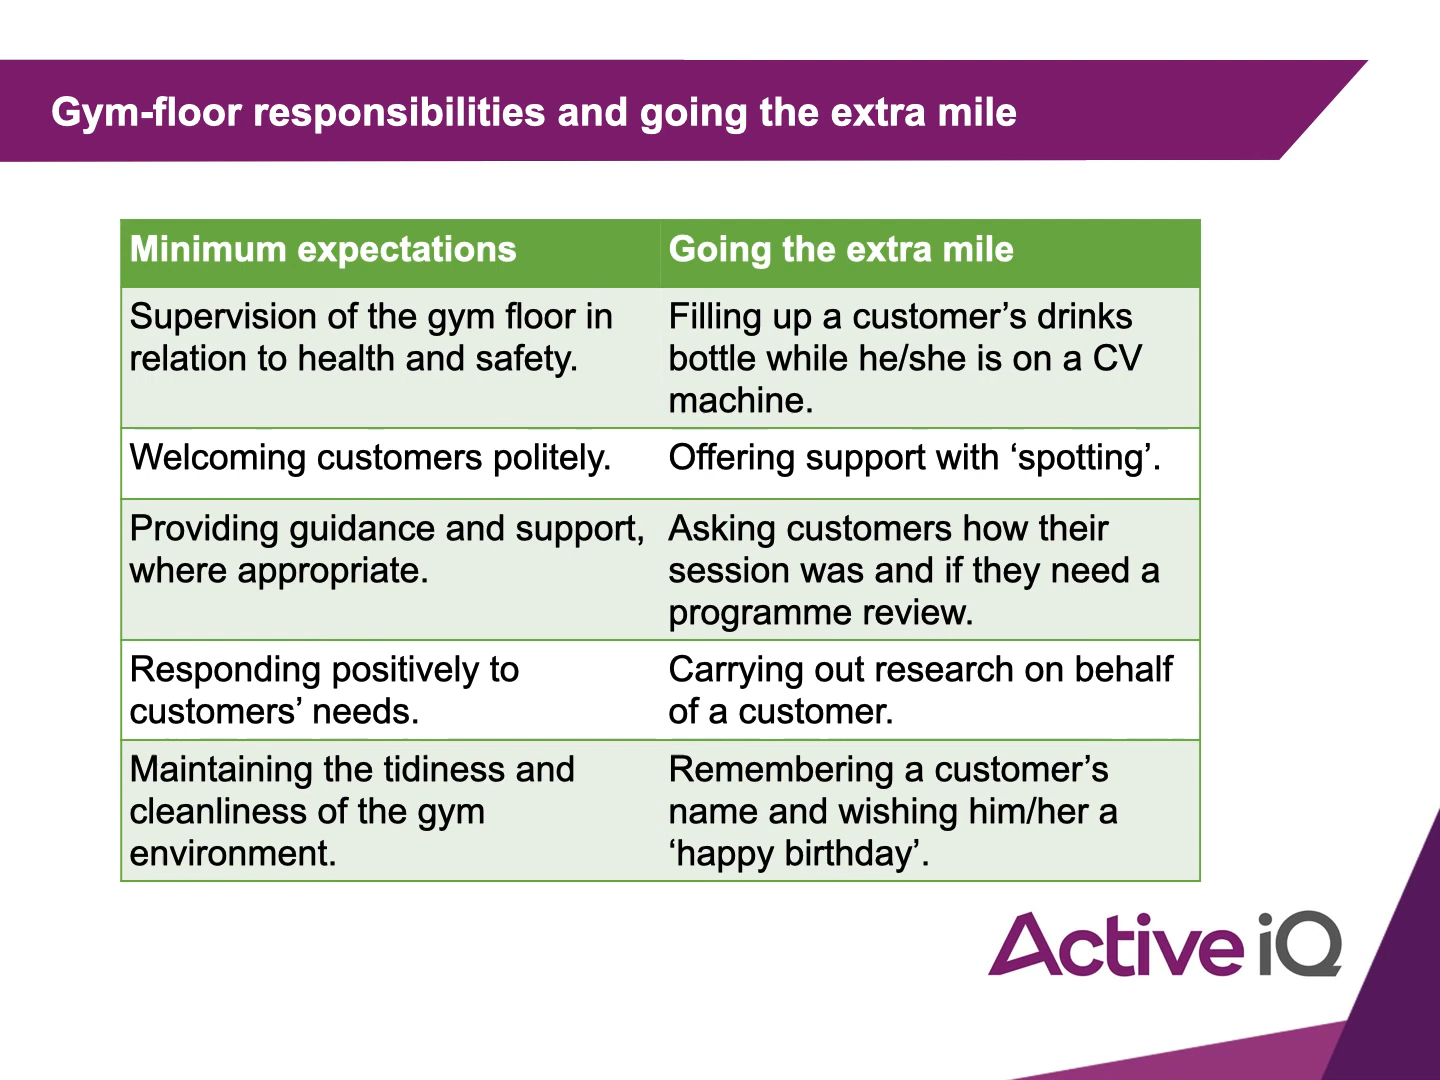 Gym-floor responsibilities and going the extra mile
Minimum expectations
Going the extra mile
Supervision of the gym floor in
relation to health and safety.
Filling up a customer’s drinks
bottle while he/she is on a CV
machine.
Welcoming customers politely.
Offering support with ‘spotting’.
Providing guidance and support,
where appropriate.
Asking customers how their
session was and if they need a
programme review.
Responding positively to
customers’ needs.
Carrying out research on behalf
of a customer.
Maintaining the tidiness and
cleanliness of the gym
environment.
Remembering a customer’s
name and wishing him/her a
‘happy birthday’.
Active iQ